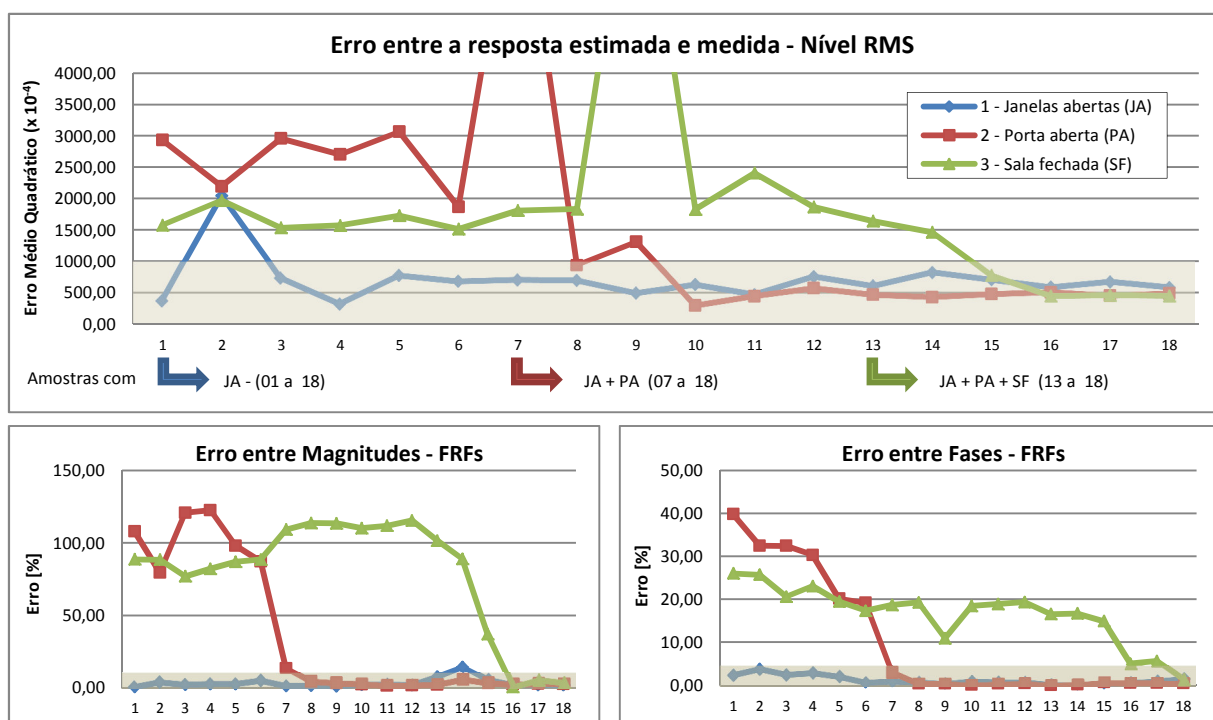 Erro entre a resposta estimada e medida - Nível RMS
Erro Médio Quadrático (x 10⁻⁴)
4000,00
3500,00
3000,00
2500,00
2000,00
1500,00
1000,00
500,00
0,00
1 - Janelas abertas (JA)
2 - Porta aberta (PA)
3 - Sala fechada (SF)
1 2 3 4 5 6 7 8 9 10 11 12 13 14 15 16 17 18
Amostras com JA - (01 a 18) JA + PA (07 a 18) JA + PA + SF (13 a 18)
Erro entre Magnitudes - FRFs
Erro [%]
150,00
100,00
50,00
0,00
1 2 3 4 5 6 7 8 9 10 11 12 13 14 15 16 17 18
Erro entre Fases - FRFs
Erro [%]
50,00
40,00
30,00
20,00
10,00
0,00
1 2 3 4 5 6 7 8 9 10 11 12 13 14 15 16 17 18